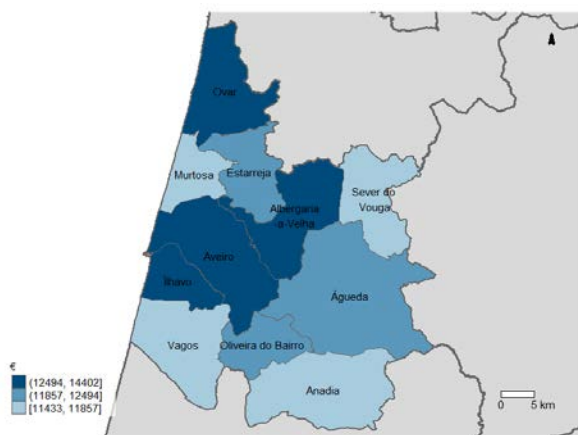 Ovar
Murtosa
Estarreja
Albergaria
-a-Velha
Sever do
Vouga
Aveiro
Ílhavo
Águeda
Vagos
Oliveira do Bairro
Anadia
€
(12494, 14402]
(11857, 12494]
[11433, 11857]
0
5 km